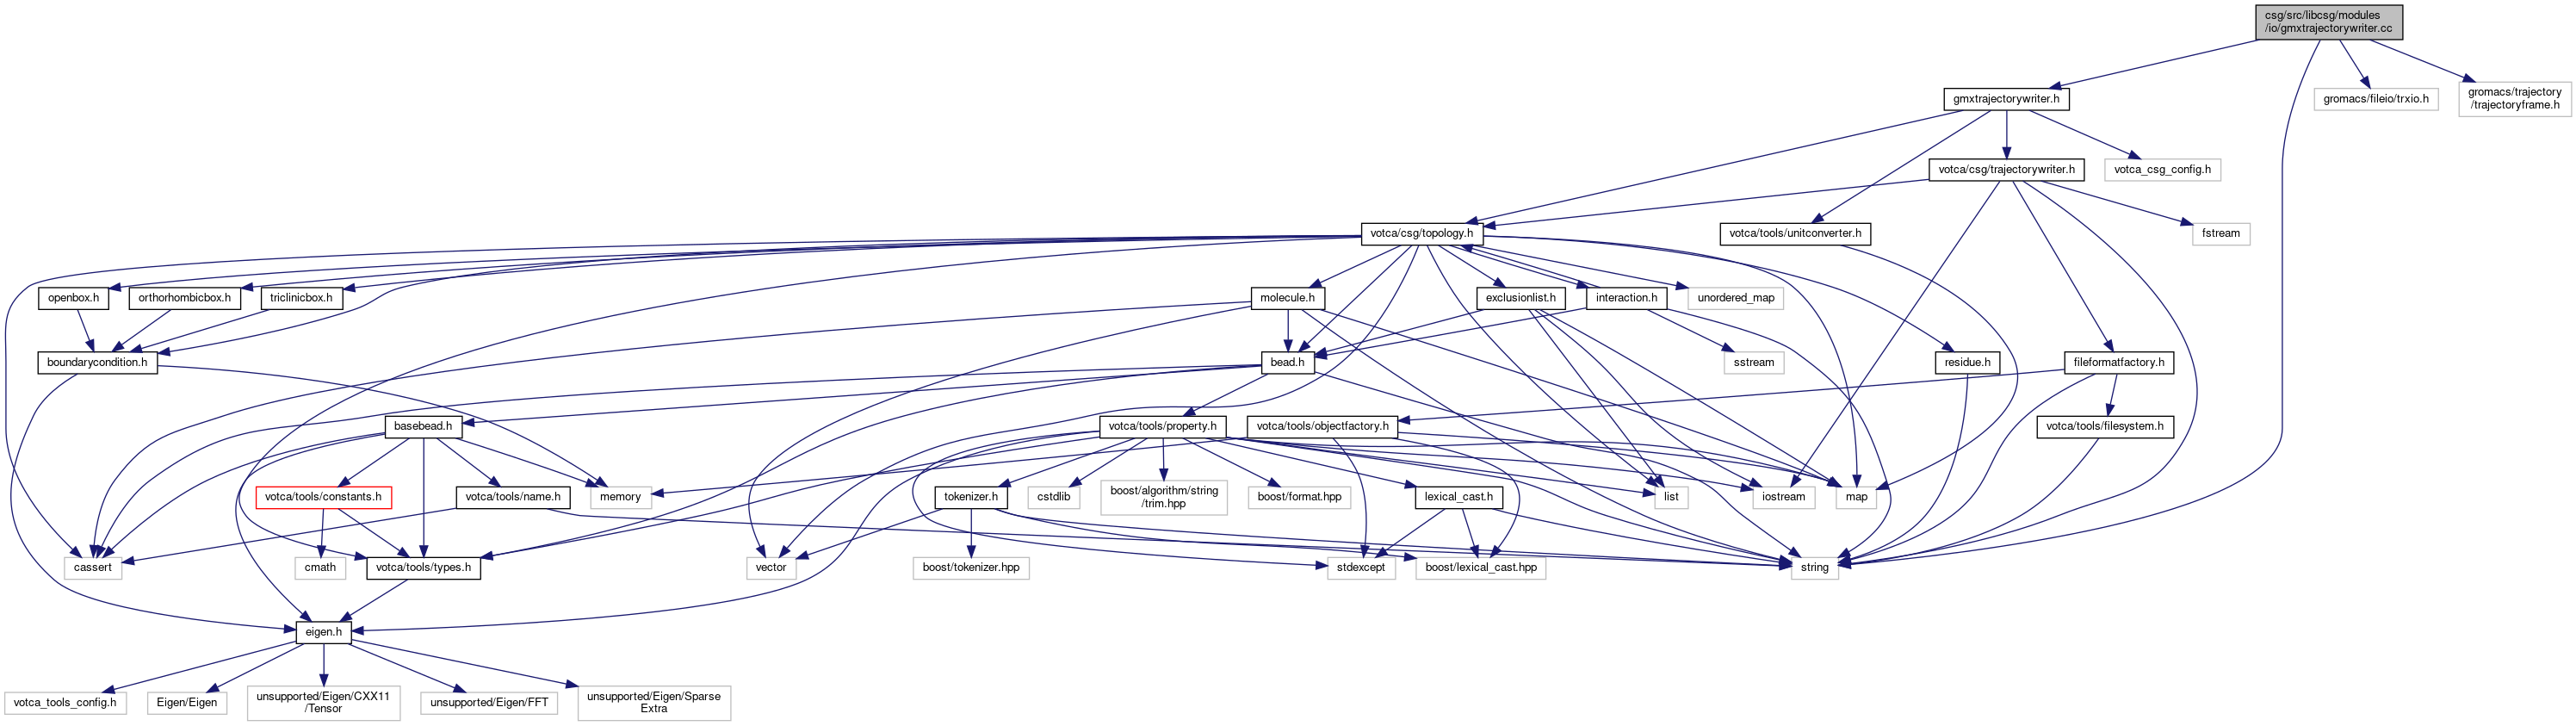 csg/src/libcsg/modules
/io/gmxtrajectorywriter.cc
gmxtrajectorywriter.h
gromacs/fileio/trxio.h
gromacs/trajectory
/trajectoryframe.h
votca/csg/trajectorywriter.h
votca_csg_config.h
votca/csg/topology.h
votca/tools/unitconverter.h
fstream
openbox.h
orthorhombicbox.h
triclinicbox.h
molecule.h
exclusionlist.h
interaction.h
unordered_map
boundarycondition.h
bead.h
sstream
residue.h
fileformatfactory.h
basebead.h
votca/tools/property.h
votca/tools/objectfactory.h
votca/tools/filesystem.h
votca/tools/constants.h
votca/tools/name.h
memory
tokenizer.h
cstdlib
boost/algorithm/string
/trim.hpp
boost/format.hpp
lexical_cast.h
list
iostream
map
cassert
cmath
votca/tools/types.h
vector
boost/tokenizer.hpp
stdexcept
boost/lexical_cast.hpp
string
eigen.h
votca_tools_config.h
Eigen/Eigen
unsupported/Eigen/CXX11
/Tensor
unsupported/Eigen/FFT
unsupported/Eigen/Sparse
Extra